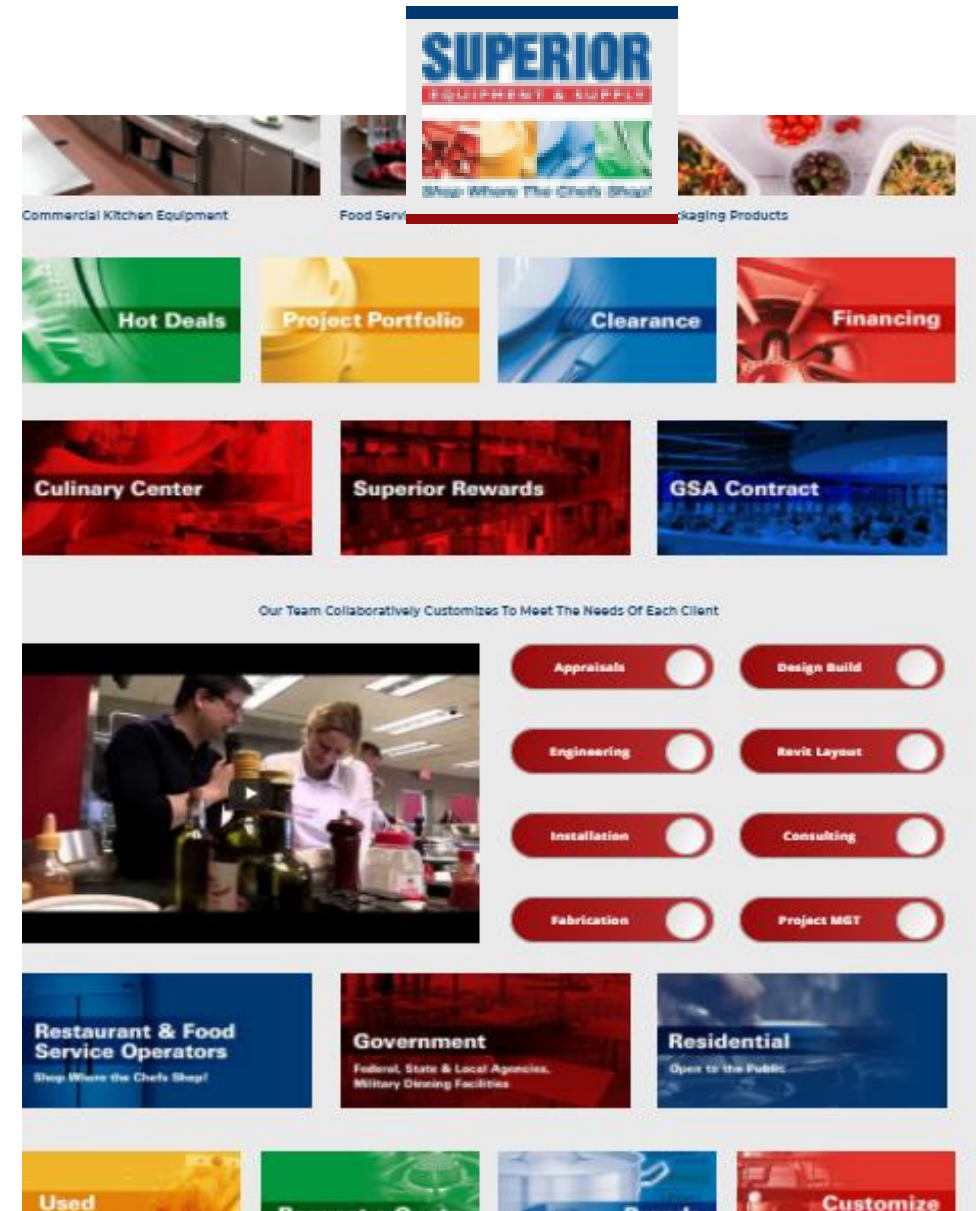 SUPERIOR
EQUIPMENT & SUPPLY
Shop Where The Chefs Shop!
Commercial Kitchen Equipment
Food Servi
ckaging Products
Hot Deals
Project Portfolio
Clearance
Financing
Culinary Center
Superior Rewards
GSA Contract
Our Team Collaboratively Customizes To Meet The Needs Of Each Client
Appraisals
Design Build
Engineering
Revit Layout
Installation
Consulting
Fabrication
Project MGT
Restaurant & Food
Service Operators
Shop Where the Chefs Shop!
Government
Federal, State & Local Agencies,
Military Dinning Facilities
Residential
Open to the Public
Used
Customize